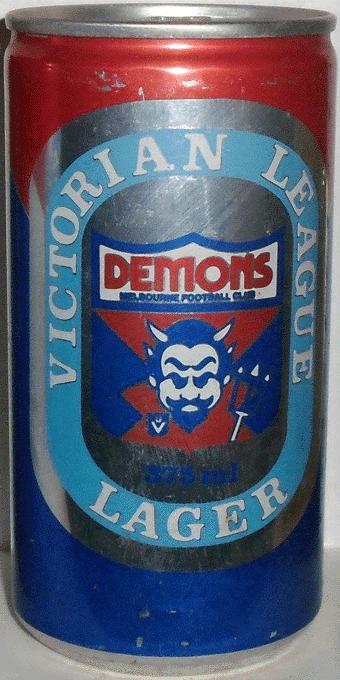 VICTORIAN LEAGUE
DEMONS
MELBOURNE FOOTBALL CLUB
V
375 ml
LAGER